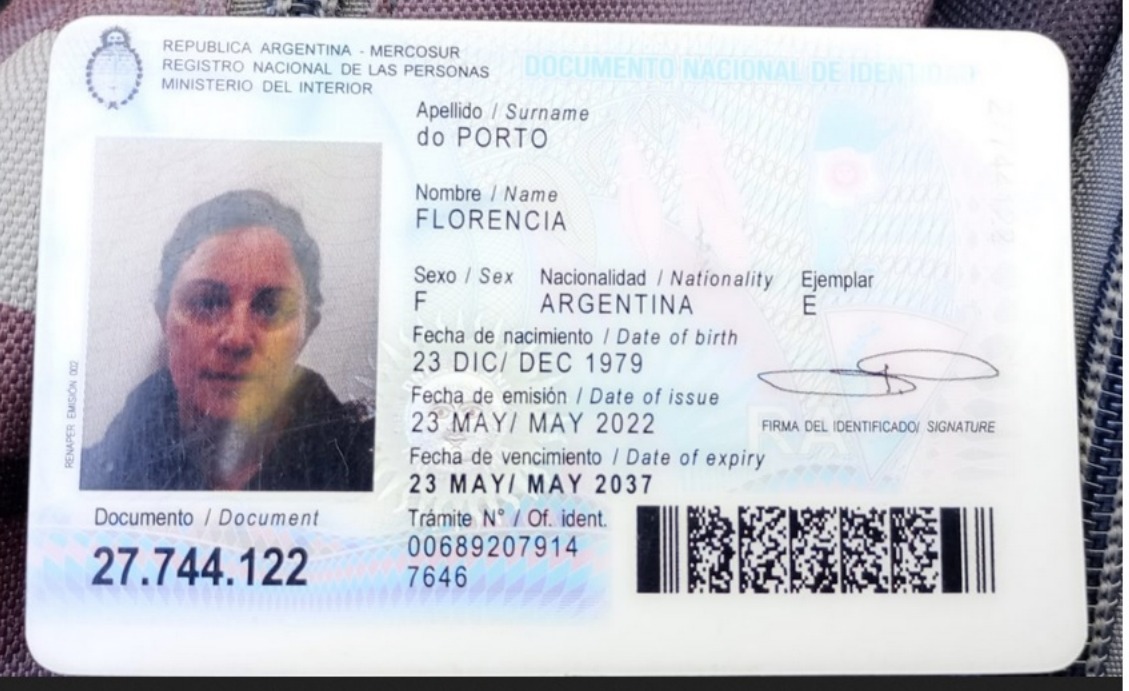 REPUBLICA ARGENTINA - MERCOSUR
REGISTRO NACIONAL DE LAS PERSONAS
MINISTERIO DEL INTERIOR
DOCUMENTO NACIONAL DE IDENTIDAD
Apellido / Surname
do PORTO
Nombre / Name
FLORENCIA
Sexo / Sex Nacionalidad / Nationality Ejemplar
F ARGENTINA E
Fecha de nacimiento / Date of birth
23 DIC/ DEC 1979
Fecha de emisión / Date of issue
23 MAY/ MAY 2022
FIRMA DEL IDENTIFICADO/ SIGNATURE
Fecha de vencimiento / Date of expiry
23 MAY/ MAY 2037
RENAPER EMISIÓN 002
Documento / Document
27.744.122
Trámite N° / Of. ident.
00689207914
7646
RA